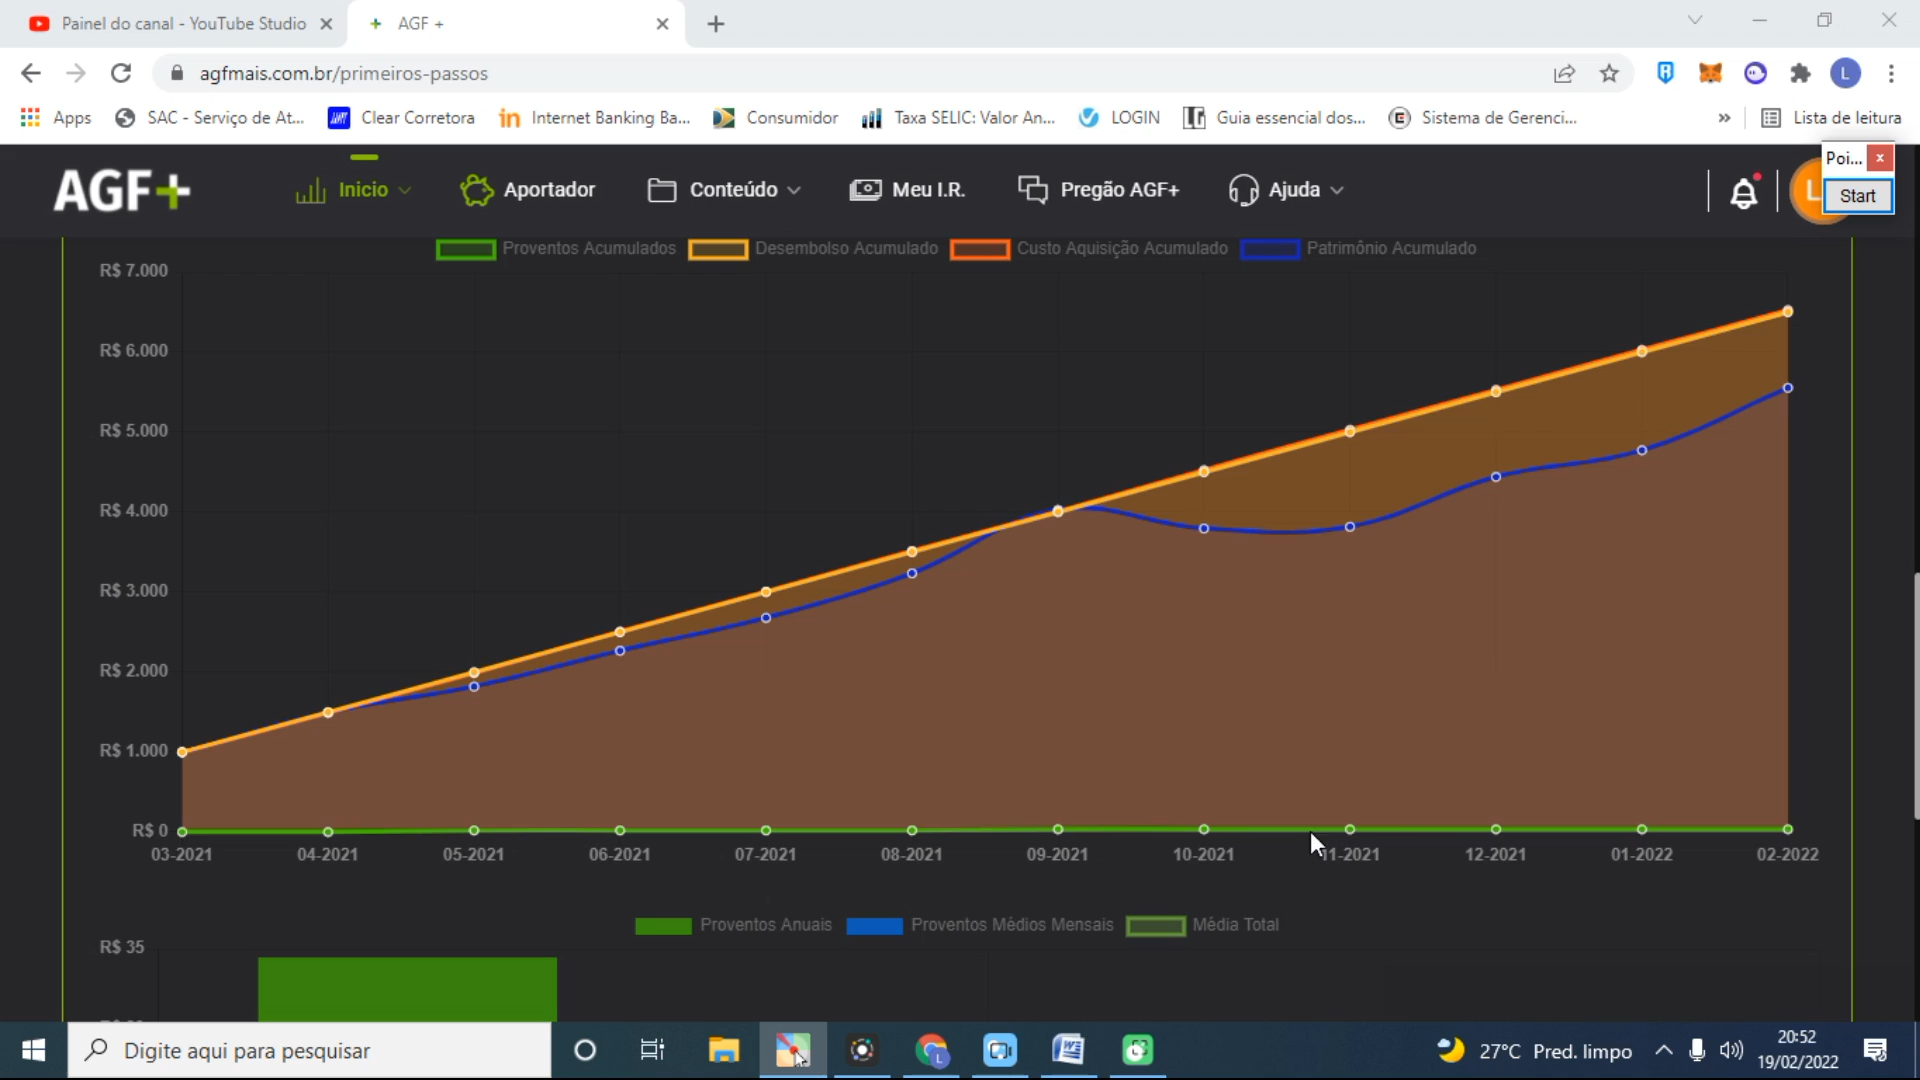 Painel do canal - YouTube Studio
AGF +
agfmais.com.br/primeiros-passos
Apps
SAC - Serviço de At...
Clear Corretora
Internet Banking Ba...
Consumidor
Taxa SELIC: Valor An...
LOGIN
Guia essencial dos...
Sistema de Gerenci...
»
Lista de leitura
AGF+
Inicio
Aportador
Conteúdo
Meu I.R.
Pregão AGF+
Ajuda
L
Poi...
Start
Proventos Acumulados
Desembolso Acumulado
Custo Aquisição Acumulado
Patrimônio Acumulado
R$ 7.000
R$ 6.000
R$ 5.000
R$ 4.000
R$ 3.000
R$ 2.000
R$ 1.000
R$ 0
03-2021
04-2021
05-2021
06-2021
07-2021
08-2021
09-2021
10-2021
11-2021
12-2021
01-2022
02-2022
Proventos Anuais
Proventos Médios Mensais
Média Total
R$ 35
Digite aqui para pesquisar
27°C Pred. limpo
20:52
19/02/2022